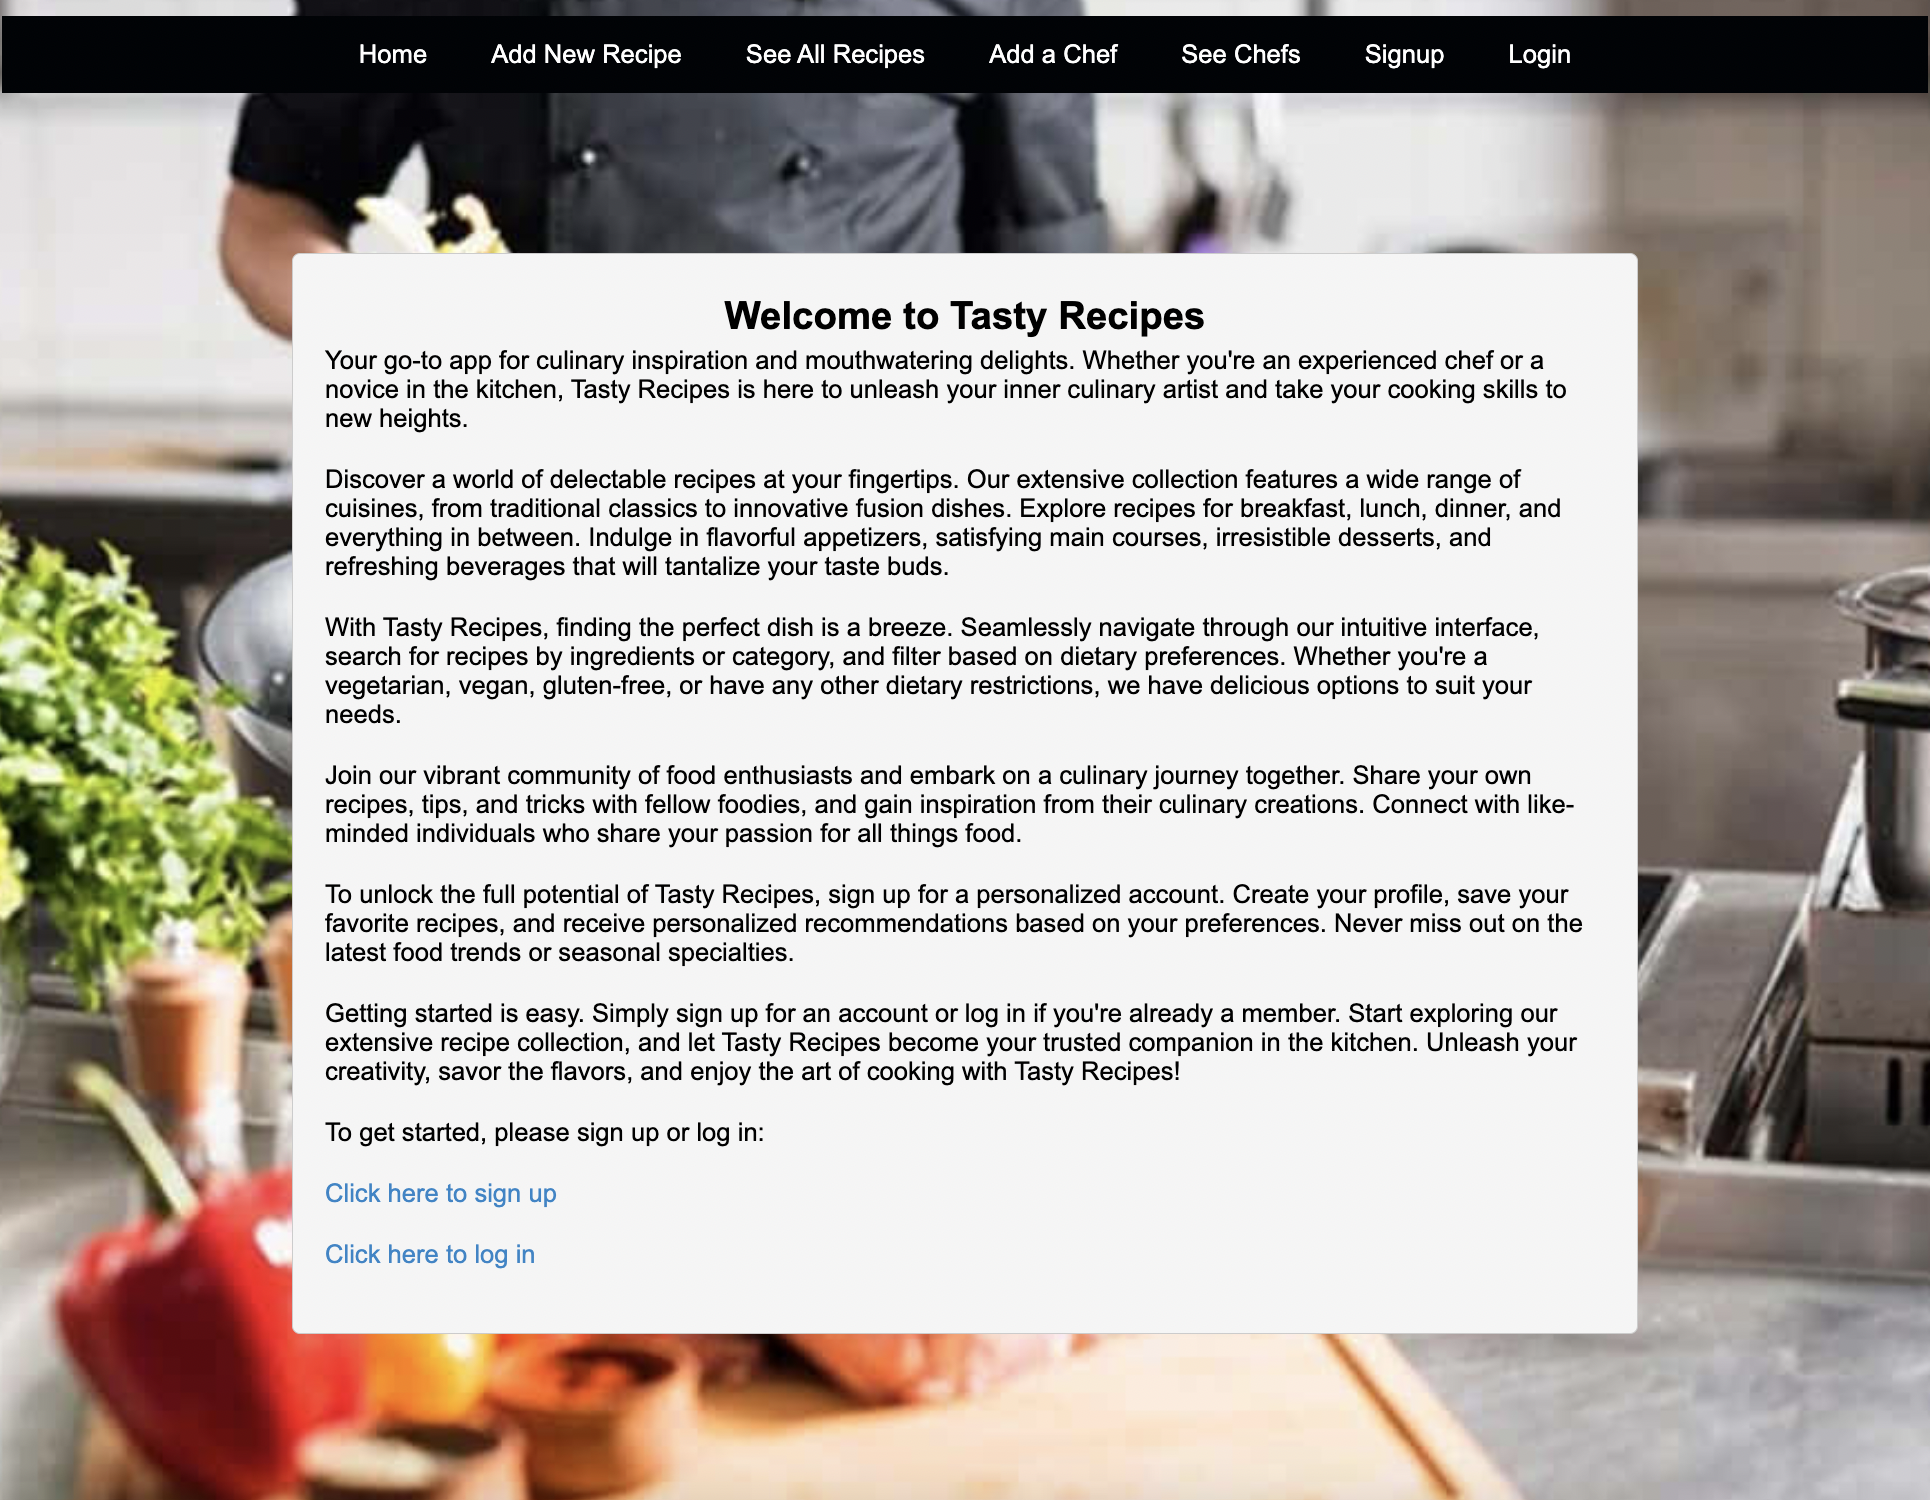 Home Add New Recipe See All Recipes Add a Chef See Chefs Signup Login
Welcome to Tasty Recipes
Your go-to app for culinary inspiration and mouthwatering delights. Whether you're an experienced chef or a
novice in the kitchen, Tasty Recipes is here to unleash your inner culinary artist and take your cooking skills to
new heights.
Discover a world of delectable recipes at your fingertips. Our extensive collection features a wide range of
cuisines, from traditional classics to innovative fusion dishes. Explore recipes for breakfast, lunch, dinner, and
everything in between. Indulge in flavorful appetizers, satisfying main courses, irresistible desserts, and
refreshing beverages that will tantalize your taste buds.
With Tasty Recipes, finding the perfect dish is a breeze. Seamlessly navigate through our intuitive interface,
search for recipes by ingredients or category, and filter based on dietary preferences. Whether you're a
vegetarian, vegan, gluten-free, or have any other dietary restrictions, we have delicious options to suit your
needs.
Join our vibrant community of food enthusiasts and embark on a culinary journey together. Share your own
recipes, tips, and tricks with fellow foodies, and gain inspiration from their culinary creations. Connect with like-
minded individuals who share your passion for all things food.
To unlock the full potential of Tasty Recipes, sign up for a personalized account. Create your profile, save your
favorite recipes, and receive personalized recommendations based on your preferences. Never miss out on the
latest food trends or seasonal specialties.
Getting started is easy. Simply sign up for an account or log in if you're already a member. Start exploring our
extensive recipe collection, and let Tasty Recipes become your trusted companion in the kitchen. Unleash your
creativity, savor the flavors, and enjoy the art of cooking with Tasty Recipes!
To get started, please sign up or log in:
Click here to sign up
Click here to log in